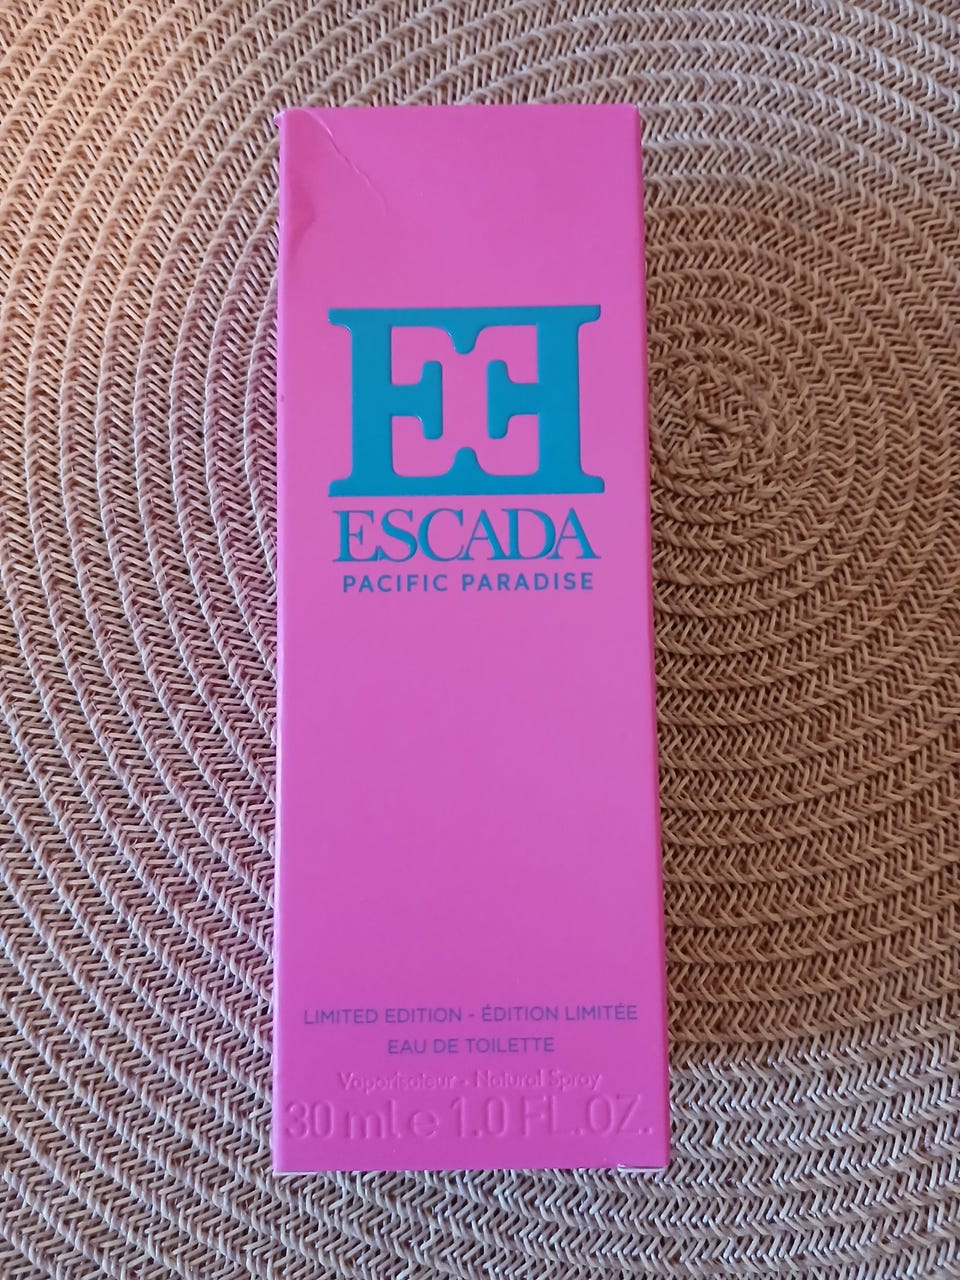 ESCADA
PACIFIC PARADISE
LIMITED EDITION - ÉDITION LIMITÉE
EAU DE TOILETTE
Vaporisateur - Natural Spray
30 ml e 1.0 FL.OZ.